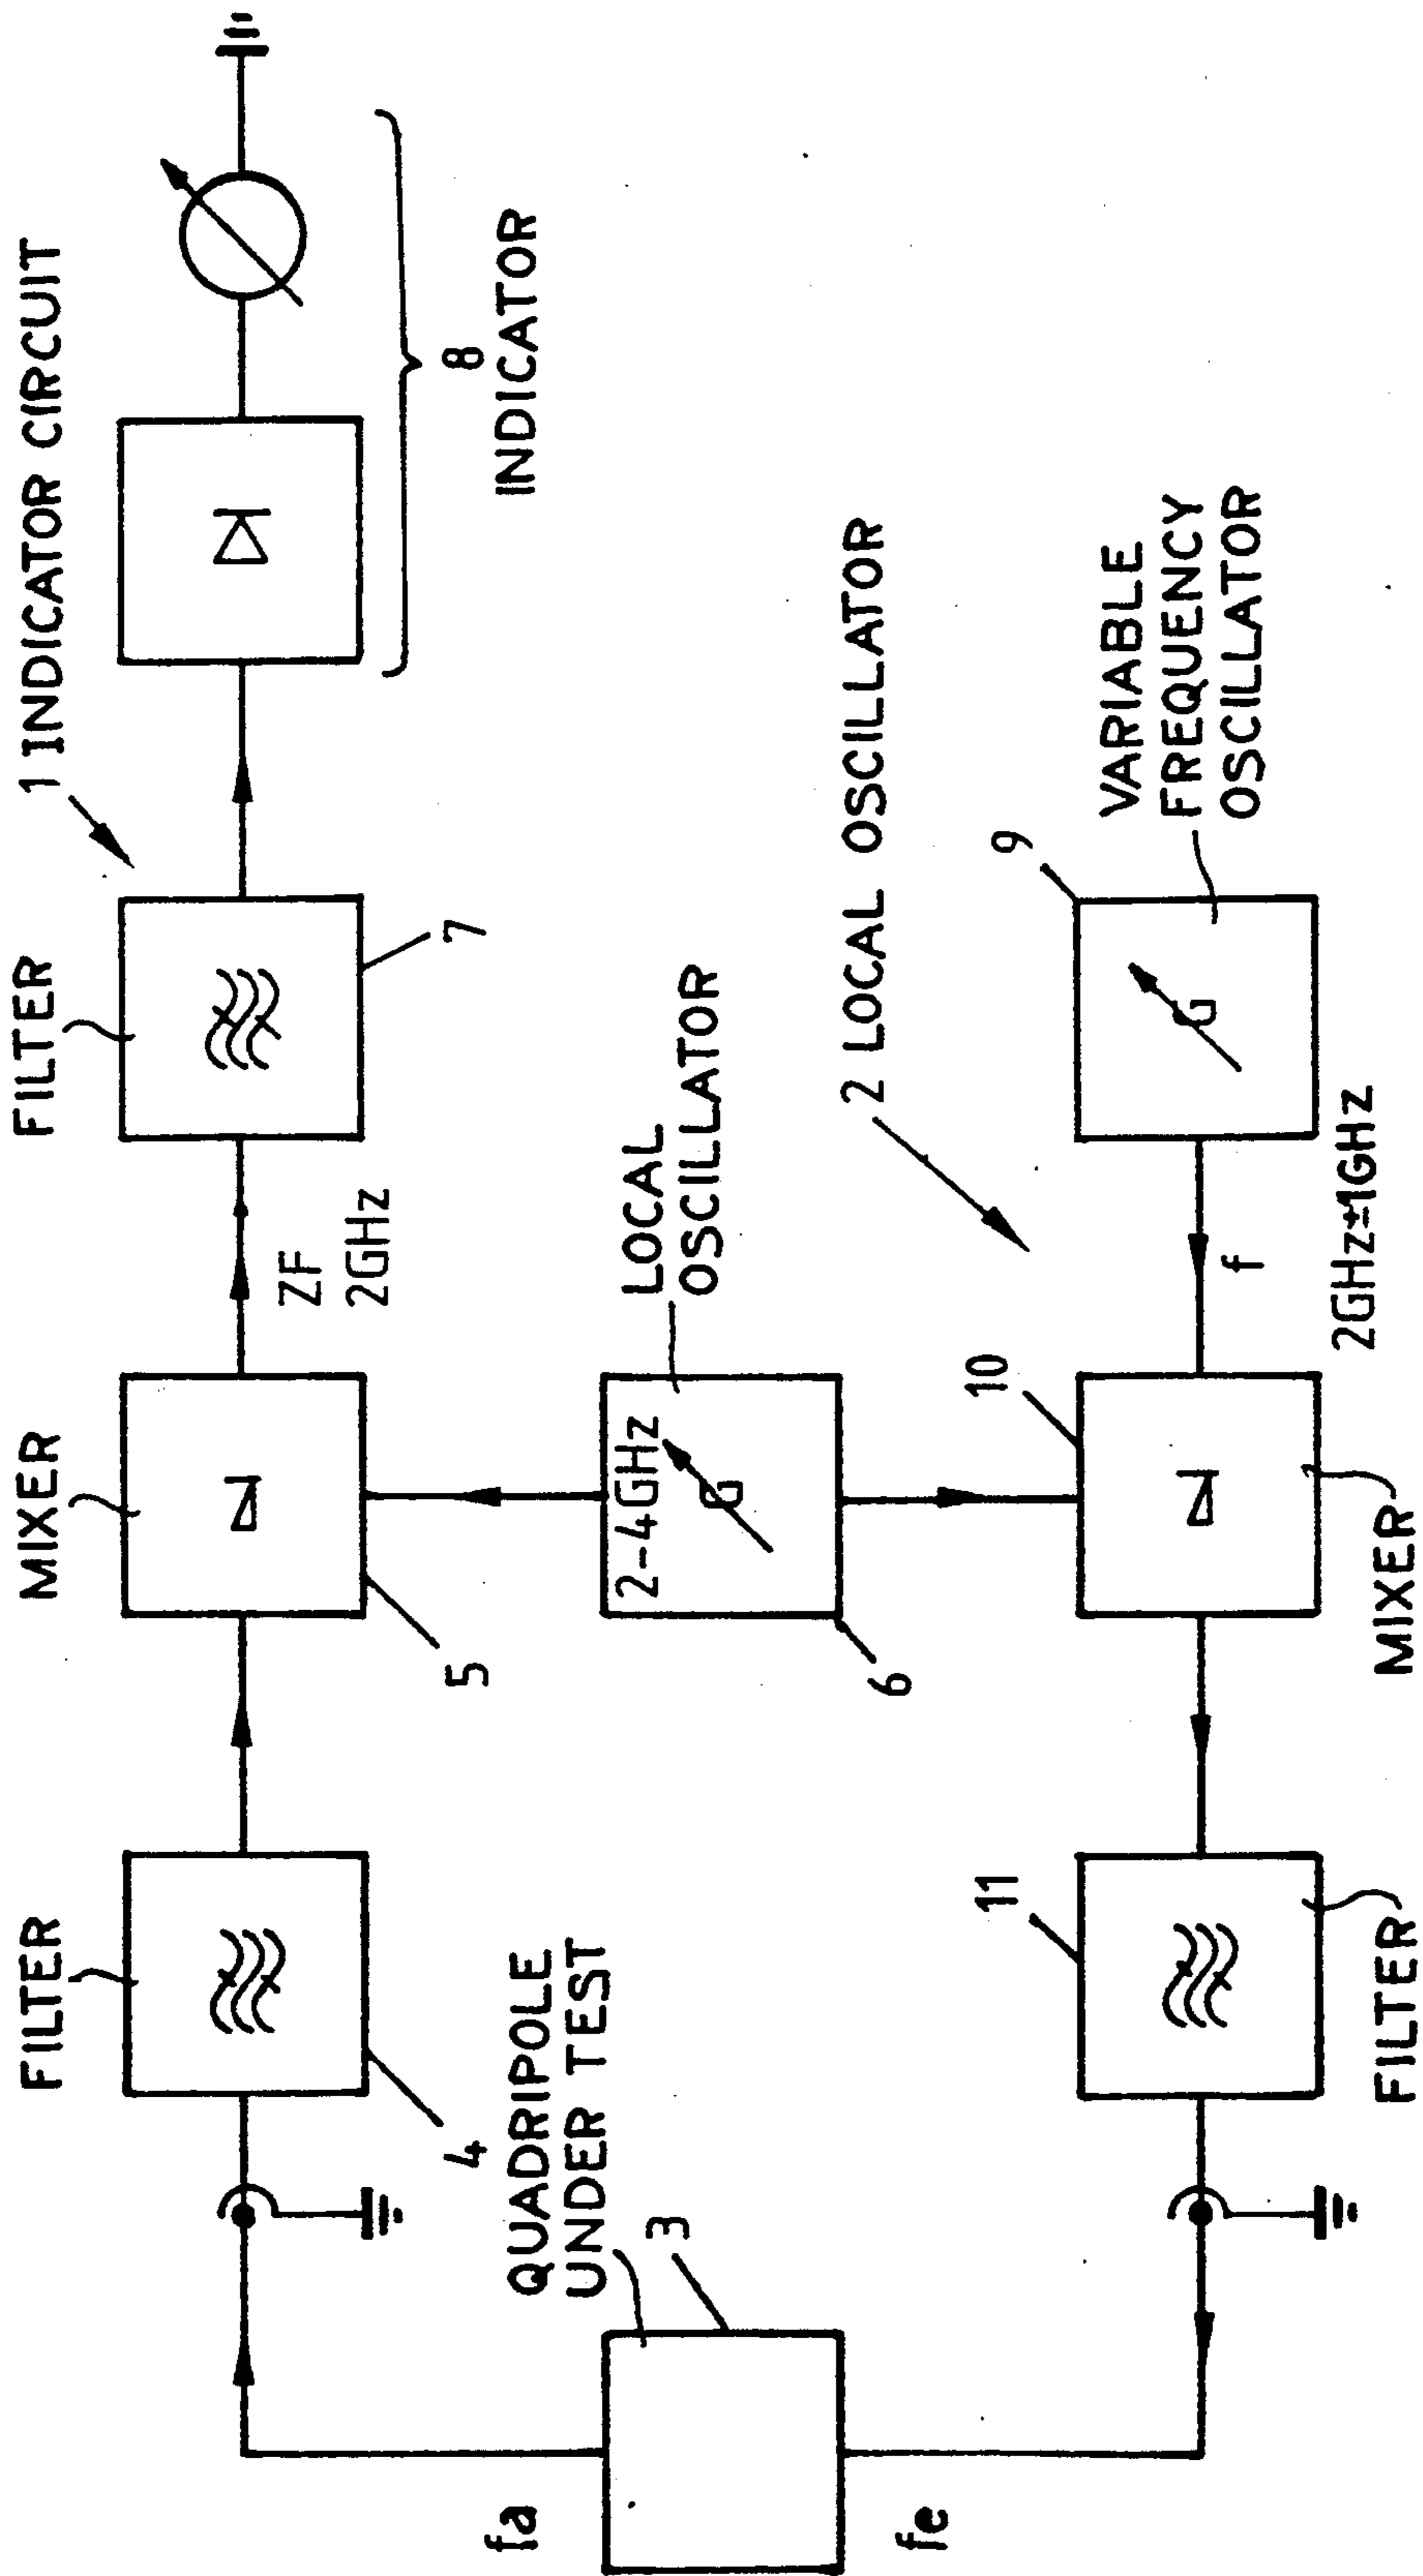 1 INDICATOR CIRCUIT
FILTER
MIXER
FILTER
8
INDICATOR
7
ZF
2GHz
5
4
QUADRIPOLE
UNDER TEST
3
LOCAL
OSCILLATOR
2-4GHz
G
6
fa
fe
2 LOCAL OSCILLATOR
9
VARIABLE
FREQUENCY
OSCILLATOR
G
f
2GHz±1GHz
10
MIXER
11
FILTER